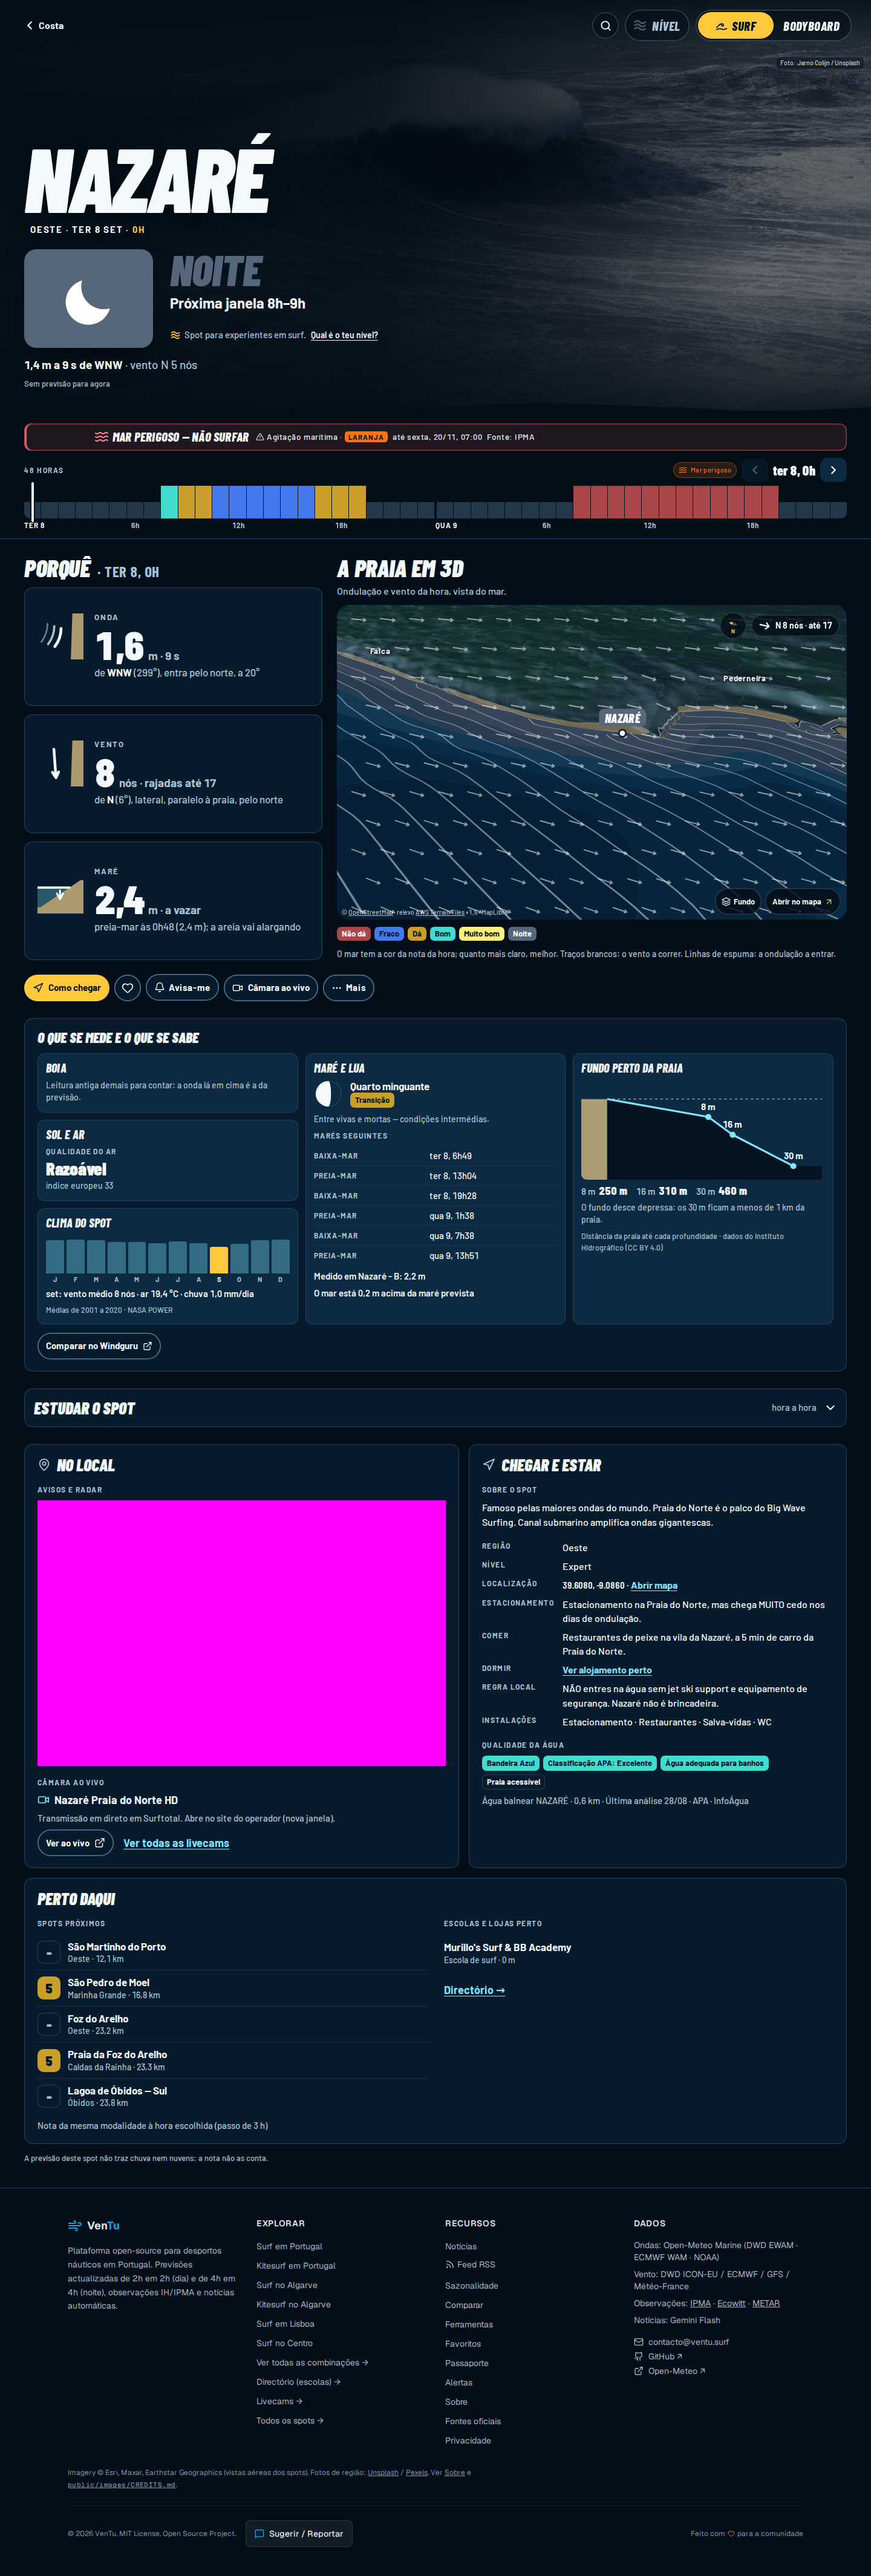 Costa
NÍVEL
SURF
BODYBOARD
Foto: Jarno Colijn / Unsplash
NAZARÉ
OESTE · TER 8 SET · 0H
NOITE
Próxima janela 8h–9h
Spot para experientes em surf. Qual é o teu nível?
1,4 m a 9 s de WNW · vento N 5 nós
Sem previsão para agora
MAR PERIGOSO — NÃO SURFAR
Agitação marítima · LARANJA até sexta, 20/11, 07:00 Fonte: IPMA
48 HORAS
Mar perigoso
ter 8, 0h
TER 8 6h 12h 18h QUA 9 6h 12h 18h
PORQUÊ · TER 8, 0H
ONDA
1,6 m · 9 s
de WNW (299°), entra pelo norte, a 20°
VENTO
8 nós · rajadas até 17
de N (6°), lateral, paralelo à praia, pelo norte
MARÉ
2,4 m · a vazar
preia-mar às 0h48 (2,4 m); a areia vai alargando
A PRAIA EM 3D
Ondulação e vento da hora, vista do mar.
N
N 8 nós · até 17
Falca
Pederneira
NAZARÉ
Fundo
Abrir no mapa
Não dá
Fraco
Dá
Bom
Muito bom
Noite
O mar tem a cor da nota da hora; quanto mais claro, melhor. Traços brancos: o vento a correr. Linhas de espuma: a ondulação a entrar.
Como chegar
Avisa-me
Câmara ao vivo
Mais
O QUE SE MEDE E O QUE SE SABE
BOIA
Leitura antiga demais para contar: a onda lá em cima é a da previsão.
SOL E AR
QUALIDADE DO AR
Razoável
índice europeu 33
CLIMA DO SPOT
J F M A M J J A S O N D
set: vento médio 8 nós · ar 19,4 °C · chuva 1,0 mm/dia
Médias de 2001 a 2020 · NASA POWER
MARÉ E LUA
Quarto minguante
Transição
Entre vivas e mortas — condições intermédias.
MARÉS SEGUINTES
BAIXA-MAR ter 8, 6h49
PREIA-MAR ter 8, 13h04
BAIXA-MAR ter 8, 19h28
PREIA-MAR qua 9, 1h38
BAIXA-MAR qua 9, 7h38
PREIA-MAR qua 9, 13h51
Medido em Nazaré - B: 2,2 m
O mar está 0,2 m acima da maré prevista
FUNDO PERTO DA PRAIA
8 m
16 m
30 m
8 m 250 m 16 m 310 m 30 m 460 m
O fundo desce depressa: os 30 m ficam a menos de 1 km da praia.
Distância da praia até cada profundidade · dados do Instituto Hidrográfico (CC BY 4.0)
Comparar no Windguru
ESTUDAR O SPOT
hora a hora
NO LOCAL
AVISOS E RADAR
CÂMARA AO VIVO
Nazaré Praia do Norte HD
Transmissão em direto em Surftotal. Abre no site do operador (nova janela).
Ver ao vivo
Ver todas as livecams
CHEGAR E ESTAR
SOBRE O SPOT
Famoso pelas maiores ondas do mundo. Praia do Norte é o palco do Big Wave
Surfing. Canal submarino amplifica ondas gigantescas.
REGIÃO Oeste
NÍVEL Expert
LOCALIZAÇÃO 39.6080, -9.0860 · Abrir mapa
ESTACIONAMENTO Estacionamento na Praia do Norte, mas chega MUITO cedo nos
dias de ondulação.
COMER Restaurantes de peixe na vila da Nazaré, a 5 min de carro da
Praia do Norte.
DORMIR Ver alojamento perto
REGRA LOCAL NÃO entres na água sem jet ski support e equipamento de
segurança. Nazaré não é brincadeira.
INSTALAÇÕES Estacionamento · Restaurantes · Salva-vidas · WC
QUALIDADE DA ÁGUA
Bandeira Azul
Classificação APA: Excelente
Água adequada para banhos
Praia acessível
Água balnear NAZARÉ · 0,6 km · Última análise 28/08 · APA · InfoÁgua
PERTO DAQUI
SPOTS PRÓXIMOS
- São Martinho do Porto
Oeste · 12,1 km
5 São Pedro de Moel
Marinha Grande · 16,8 km
- Foz do Arelho
Oeste · 23,2 km
5 Praia da Foz do Arelho
Caldas da Rainha · 23,3 km
- Lagoa de Óbidos — Sul
Óbidos · 23,8 km
Nota da mesma modalidade à hora escolhida (passo de 3 h)
ESCOLAS E LOJAS PERTO
Murillo's Surf & BB Academy
Escola de surf · 0 m
Directório →
A previsão deste spot não traz chuva nem nuvens: a nota não as conta.
VenTu
Plataforma open-source para desportos
náuticos em Portugal. Previsões
actualizadas de 2h em 2h (dia) e de 4h em
4h (noite), observações IH/IPMA e notícias
automáticas.
EXPLORAR
Surf em Portugal
Kitesurf em Portugal
Surf no Algarve
Kitesurf no Algarve
Surf em Lisboa
Surf no Centro
Ver todas as combinações →
Directório (escolas) →
Livecams →
Todos os spots →
RECURSOS
Notícias
Feed RSS
Sazonalidade
Comparar
Ferramentas
Favoritos
Passaporte
Alertas
Sobre
Fontes oficiais
Privacidade
DADOS
Ondas: Open-Meteo Marine (DWD EWAM ·
ECMWF WAM · NOAA)
Vento: DWD ICON-EU / ECMWF / GFS /
Météo-France
Observações: IPMA · Ecowitt · METAR
Notícias: Gemini Flash
contacto@ventu.surf
GitHub ↗
Open-Meteo ↗
Imagery © Esri, Maxar, Earthstar Geographics (vistas aéreas dos spots). Fotos de região: Unsplash / Pexels. Ver Sobre e
public/images/CREDITS.md.
© 2026 VenTu. MIT License. Open Source Project.
Sugerir / Reportar
Feito com ♡ para a comunidade